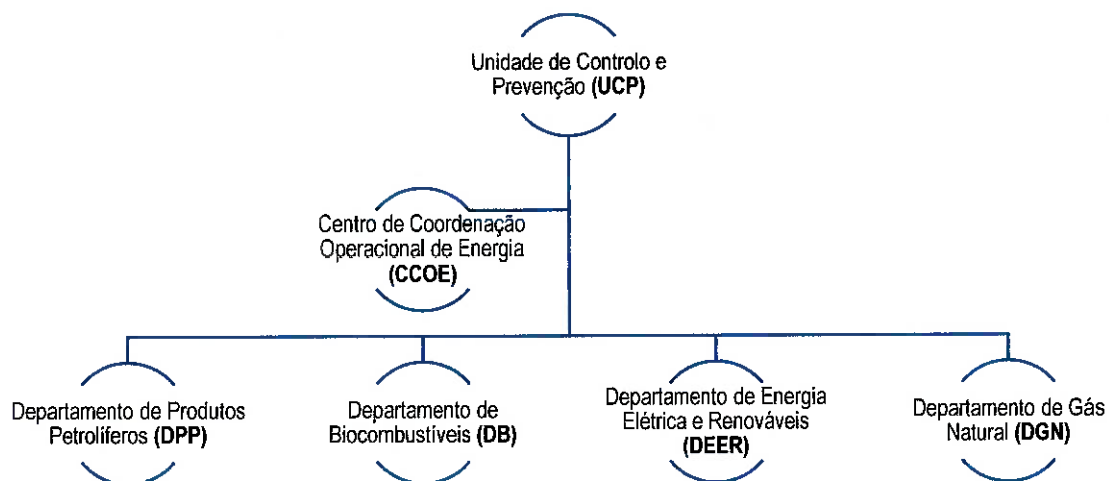 Unidade de Controlo e
Prevenção (UCP)
Centro de Coordenação
Operacional de Energia
(CCOE)
Departamento de Produtos
Petrolíferos (DPP)
Departamento de
Biocombustíveis (DB)
Departamento de Energia
Elétrica e Renováveis
(DEER)
Departamento de Gás
Natural (DGN)